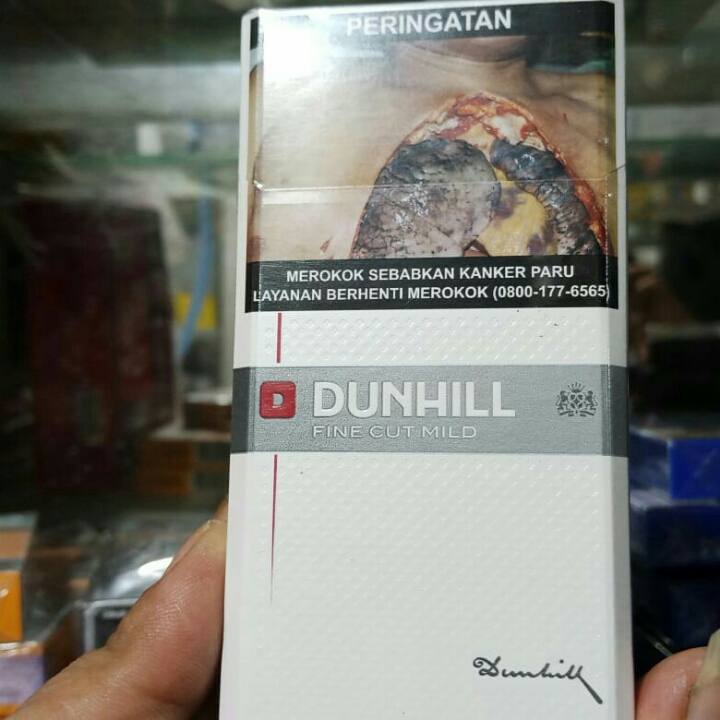 PERINGATAN
MEROKOK SEBABKAN KANKER PARU
LAYANAN BERHENTI MEROKOK (0800-177-6565)
D DUNHILL
FINE CUT MILD
Dunhill